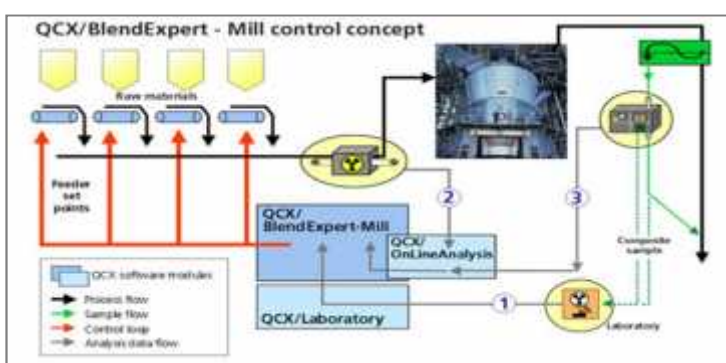 QCX/BlendExpert - Mill control concept
Raw materials
Feeder
set
points
2
3
QCX/
BlendExpert-Mill
QCX/
OnLineAnalysis
Composite
sample
QCX software modules
Process flow
Sample flow
Control loop
Analysis data flow
1
QCX/Laboratory
Laboratory